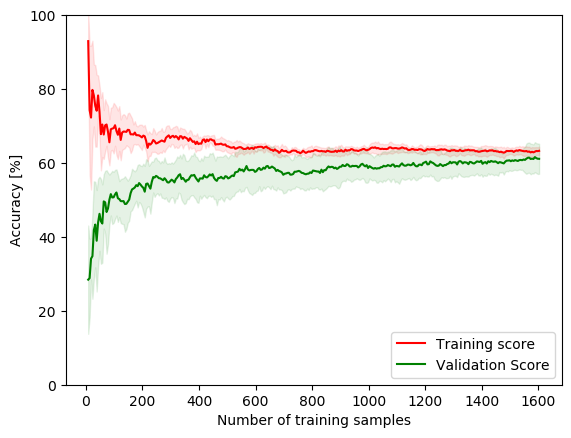 100
80
60
40
20
0
Accuracy [%]
0 200 400 600 800 1000 1200 1400 1600
Number of training samples
Training score
Validation Score